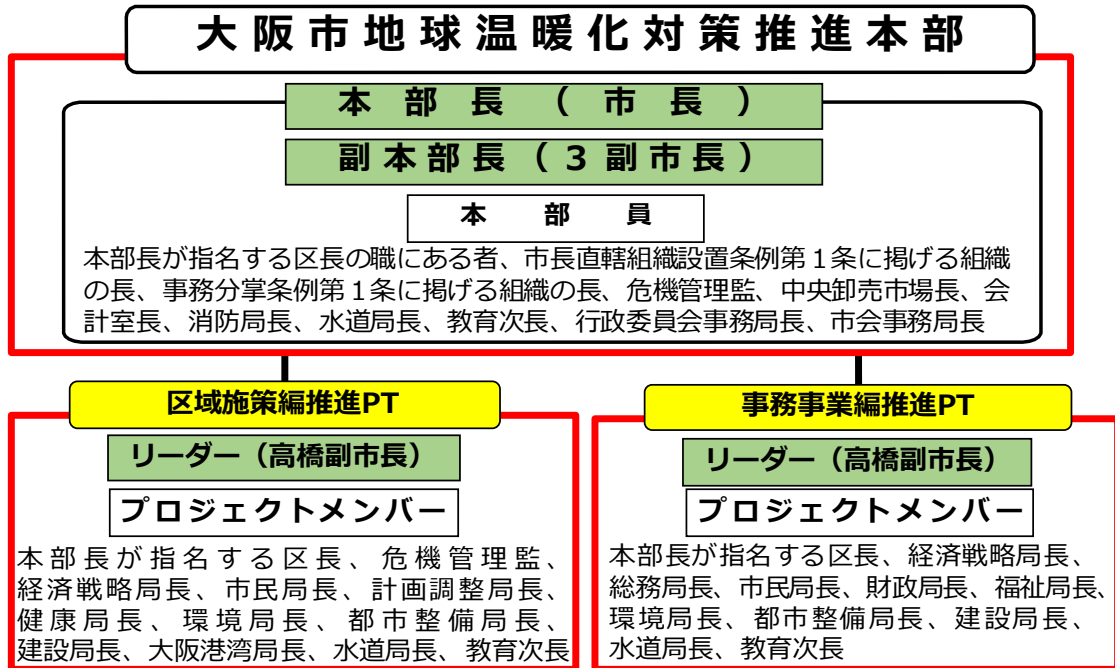 大阪市地球温暖化対策推進本部
本部長（市長）
副本部長（３副市長）
本部員
本部長が指名する区長の職にある者、市長直轄組織設置条例第１条に掲げる組織
の長、事務分掌条例第１条に掲げる組織の長、危機管理監、中央卸売市場長、会
計室長、消防局長、水道局長、教育次長、行政委員会事務局長、市会事務局長
区域施策編推進PT
リーダー（高橋副市長）
プロジェクトメンバー
本部長が指名する区長、危機管理監、
経済戦略局長、市民局長、計画調整局長、
健康局長、環境局長、都市整備局長、
建設局長、大阪港湾局長、水道局長、教育次長
事務事業編推進PT
リーダー（高橋副市長）
プロジェクトメンバー
本部長が指名する区長、経済戦略局長、
総務局長、市民局長、財政局長、福祉局長、
環境局長、都市整備局長、建設局長、
水道局長、教育次長